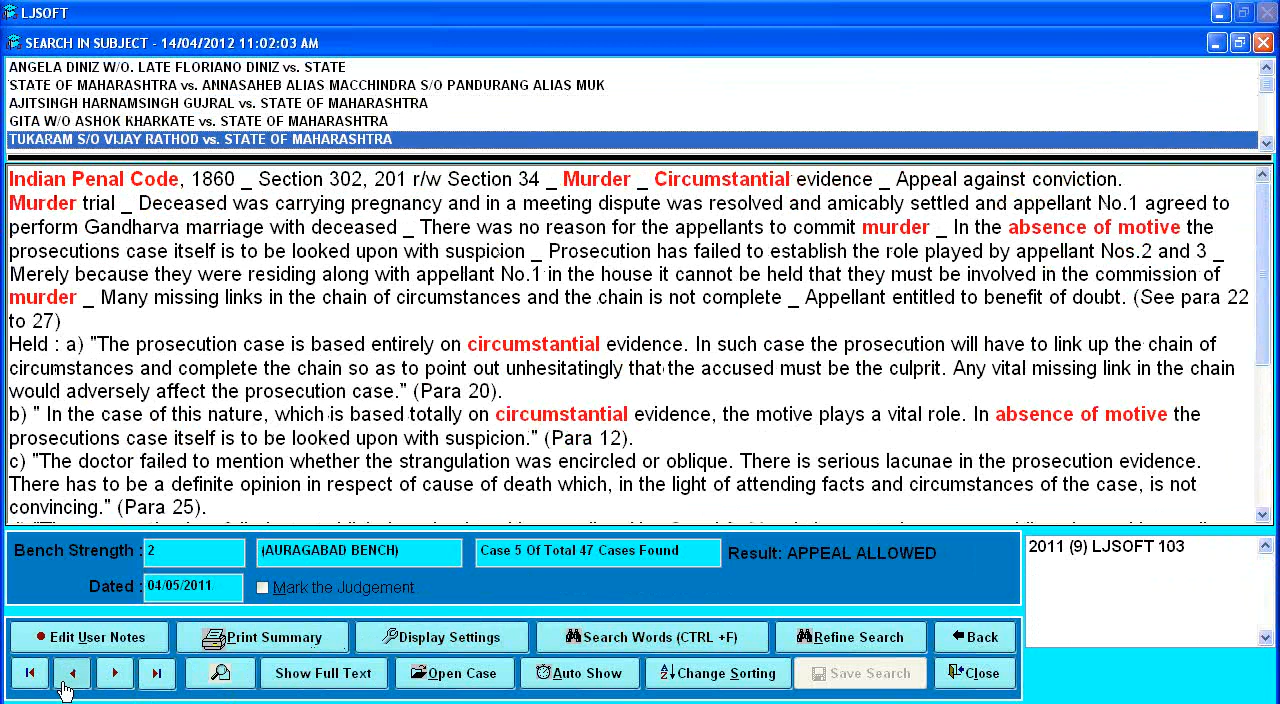 LJSOFT
SEARCH IN SUBJECT - 14/04/2012 11:02:03 AM
ANGELA DINIZ W/O. LATE FLORIANO DINIZ vs. STATE
STATE OF MAHARASHTRA vs. ANNASAHEB ALIAS MACCHINDRA S/O PANDURANG ALIAS MUK
AJITSINGH HARNAMSINGH GUJRAL vs. STATE OF MAHARASHTRA
GITA W/O ASHOK KHARKATE vs. STATE OF MAHARASHTRA
TUKARAM S/O VIJAY RATHOD vs. STATE OF MAHARASHTRA
Indian Penal Code, 1860 _ Section 302, 201 r/w Section 34 _ Murder _ Circumstantial evidence _ Appeal against conviction.
Murder trial _ Deceased was carrying pregnancy and in a meeting dispute was resolved and amicably settled and appellant No.1 agreed to
perform Gandharva marriage with deceased _ There was no reason for the appellants to commit murder _ In the absence of motive the
prosecutions case itself is to be looked upon with suspicion _ Prosecution has failed to establish the role played by appellant Nos.2 and 3 _
Merely because they were residing along with appellant No.1 in the house it cannot be held that they must be involved in the commission of
murder _ Many missing links in the chain of circumstances and the chain is not complete _ Appellant entitled to benefit of doubt. (See para 22
to 27)
Held : a) "The prosecution case is based entirely on circumstantial evidence. In such case the prosecution will have to link up the chain of
circumstances and complete the chain so as to point out unhesitatingly that the accused must be the culprit. Any vital missing link in the chain
would adversely affect the prosecution case." (Para 20).
b) " In the case of this nature, which is based totally on circumstantial evidence, the motive plays a vital role. In absence of motive the
prosecutions case itself is to be looked upon with suspicion." (Para 12).
c) "The doctor failed to mention whether the strangulation was encircled or oblique. There is serious lacunae in the prosecution evidence.
There has to be a definite opinion in respect of cause of death which, in the light of attending facts and circumstances of the case, is not
convincing." (Para 25).
Bench Strength : 2 (AURAGABAD BENCH) Case 5 Of Total 47 Cases Found Result: APPEAL ALLOWED
2011 (9) LJSOFT 103
Dated : 04/05/2011 Mark the Judgement
Edit User Notes Print Summary Display Settings Search Words (CTRL +F) Refine Search Back
Show Full Text Open Case Auto Show Change Sorting Save Search Close